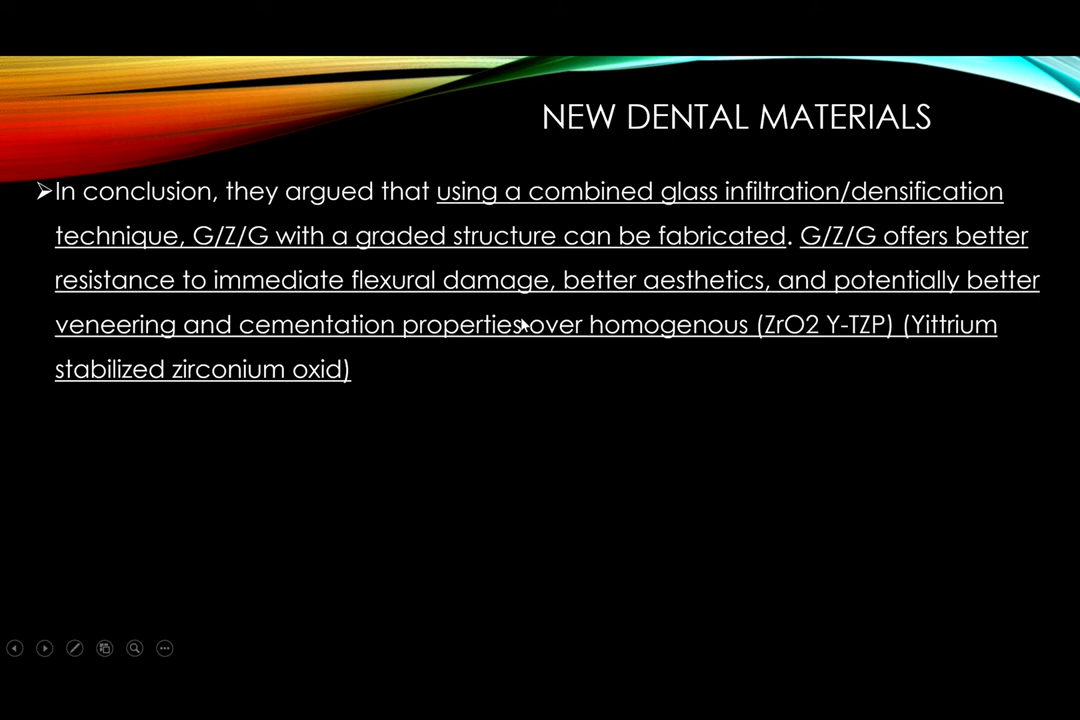 NEW DENTAL MATERIALS
➢In conclusion, they argued that using a combined glass infiltration/densification
technique, G/Z/G with a graded structure can be fabricated. G/Z/G offers better
resistance to immediate flexural damage, better aesthetics, and potentially better
veneering and cementation properties over homogenous (ZrO2 Y-TZP) (Yittrium
stabilized zirconium oxid)